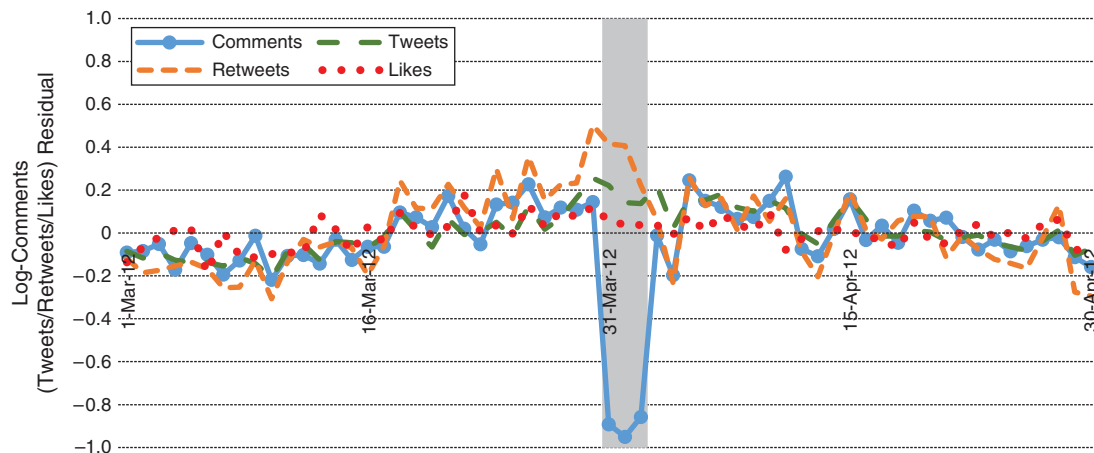 1.0
0.8
0.6
0.4
0.2
0
−0.2
−0.4
−0.6
−0.8
−1.0
Log-Comments
(Tweets/Retweets/Likes) Residual
Comments
Tweets
Retweets
Likes
1-Mar-12
16-Mar-12
31-Mar-12
15-Apr-12
30-Apr-12